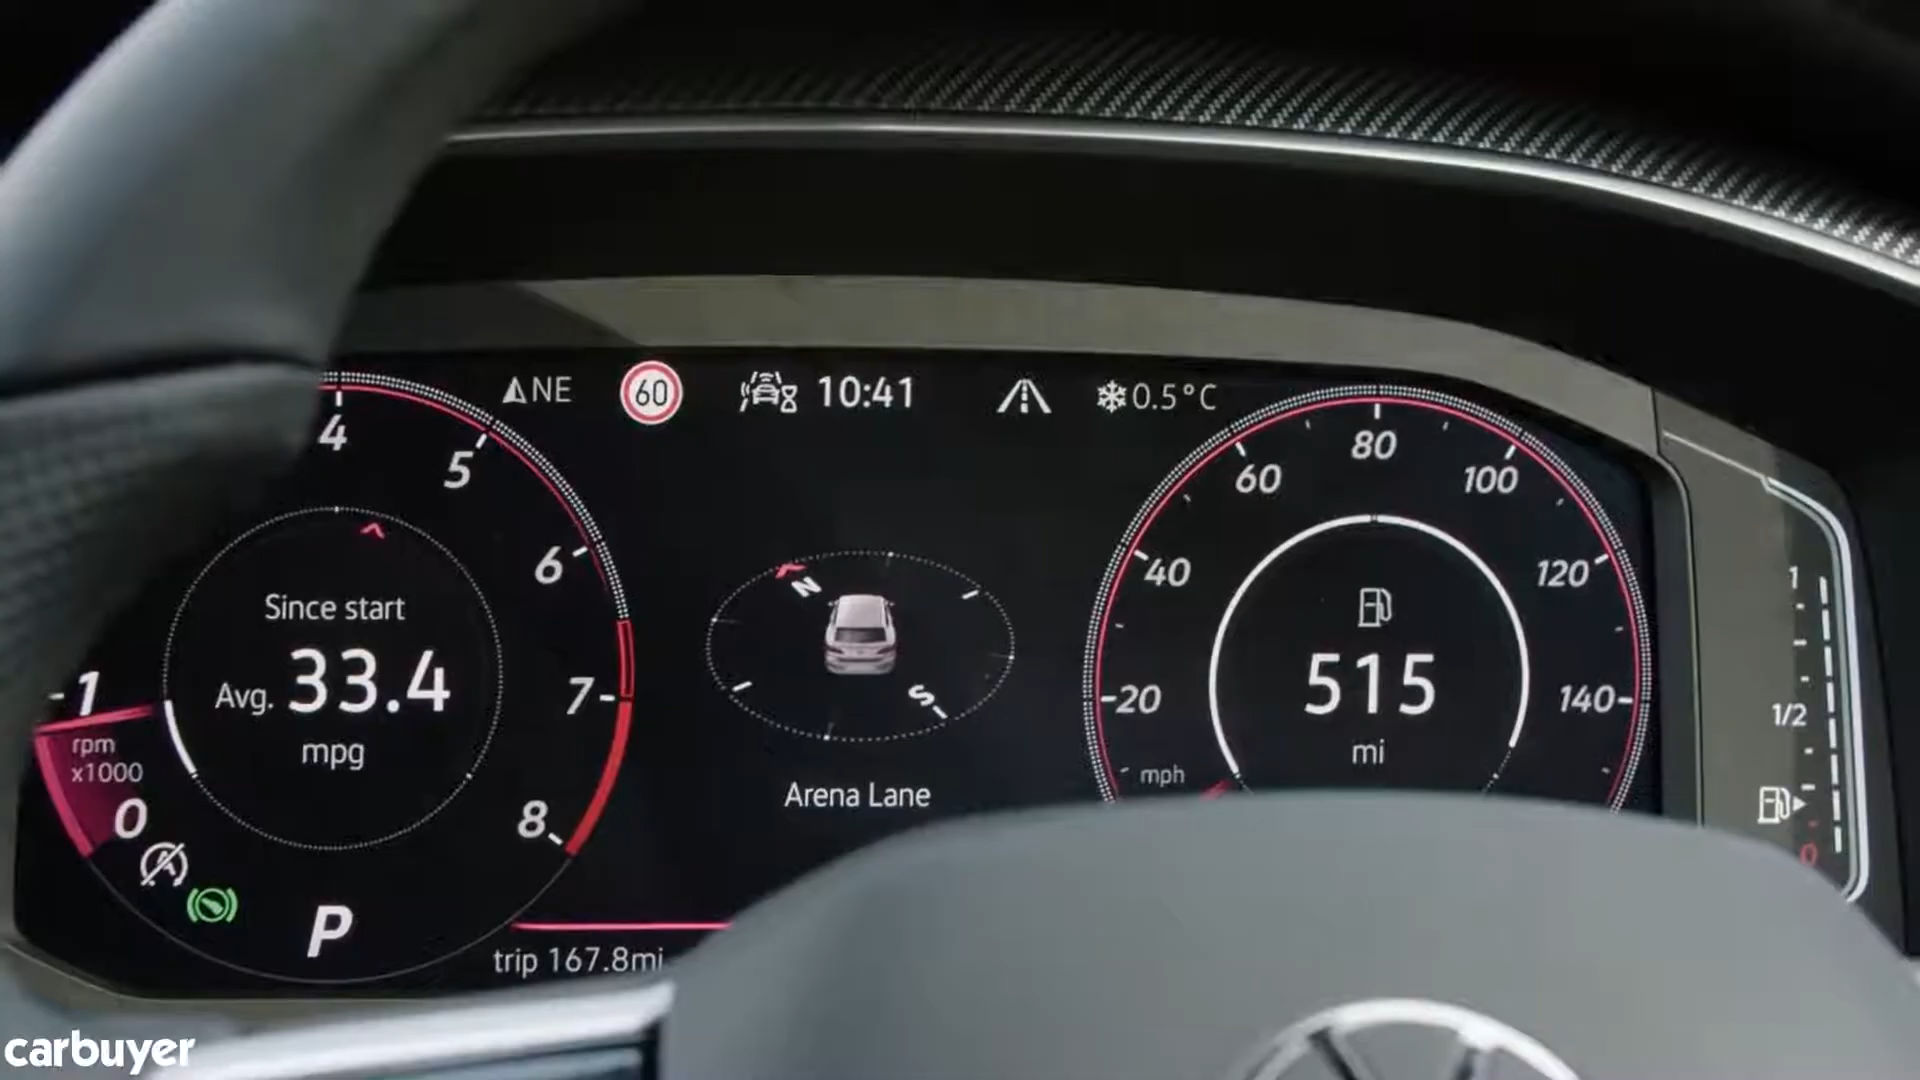 NE
60
10:41
0.5°C
4
5
6
7
8
1
rpm
x1000
0
Since start
Avg. 33.4
mpg
P
trip 167.8mi
N
S
Arena Lane
20
40
60
80
100
120
140
mph
515
mi
1
1/2
0
carbuyer